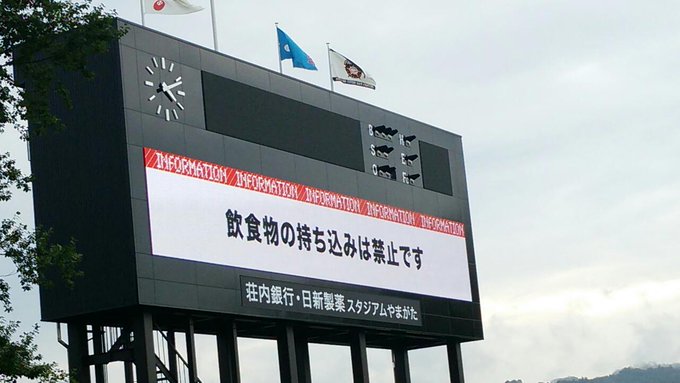 INFORMATION INFORMATION INFORMATION INFORMATION INFORMATION
飲食物の持ち込みは禁止です
荘内銀行・日新製薬 スタジアムやまがた
B H
S E
O